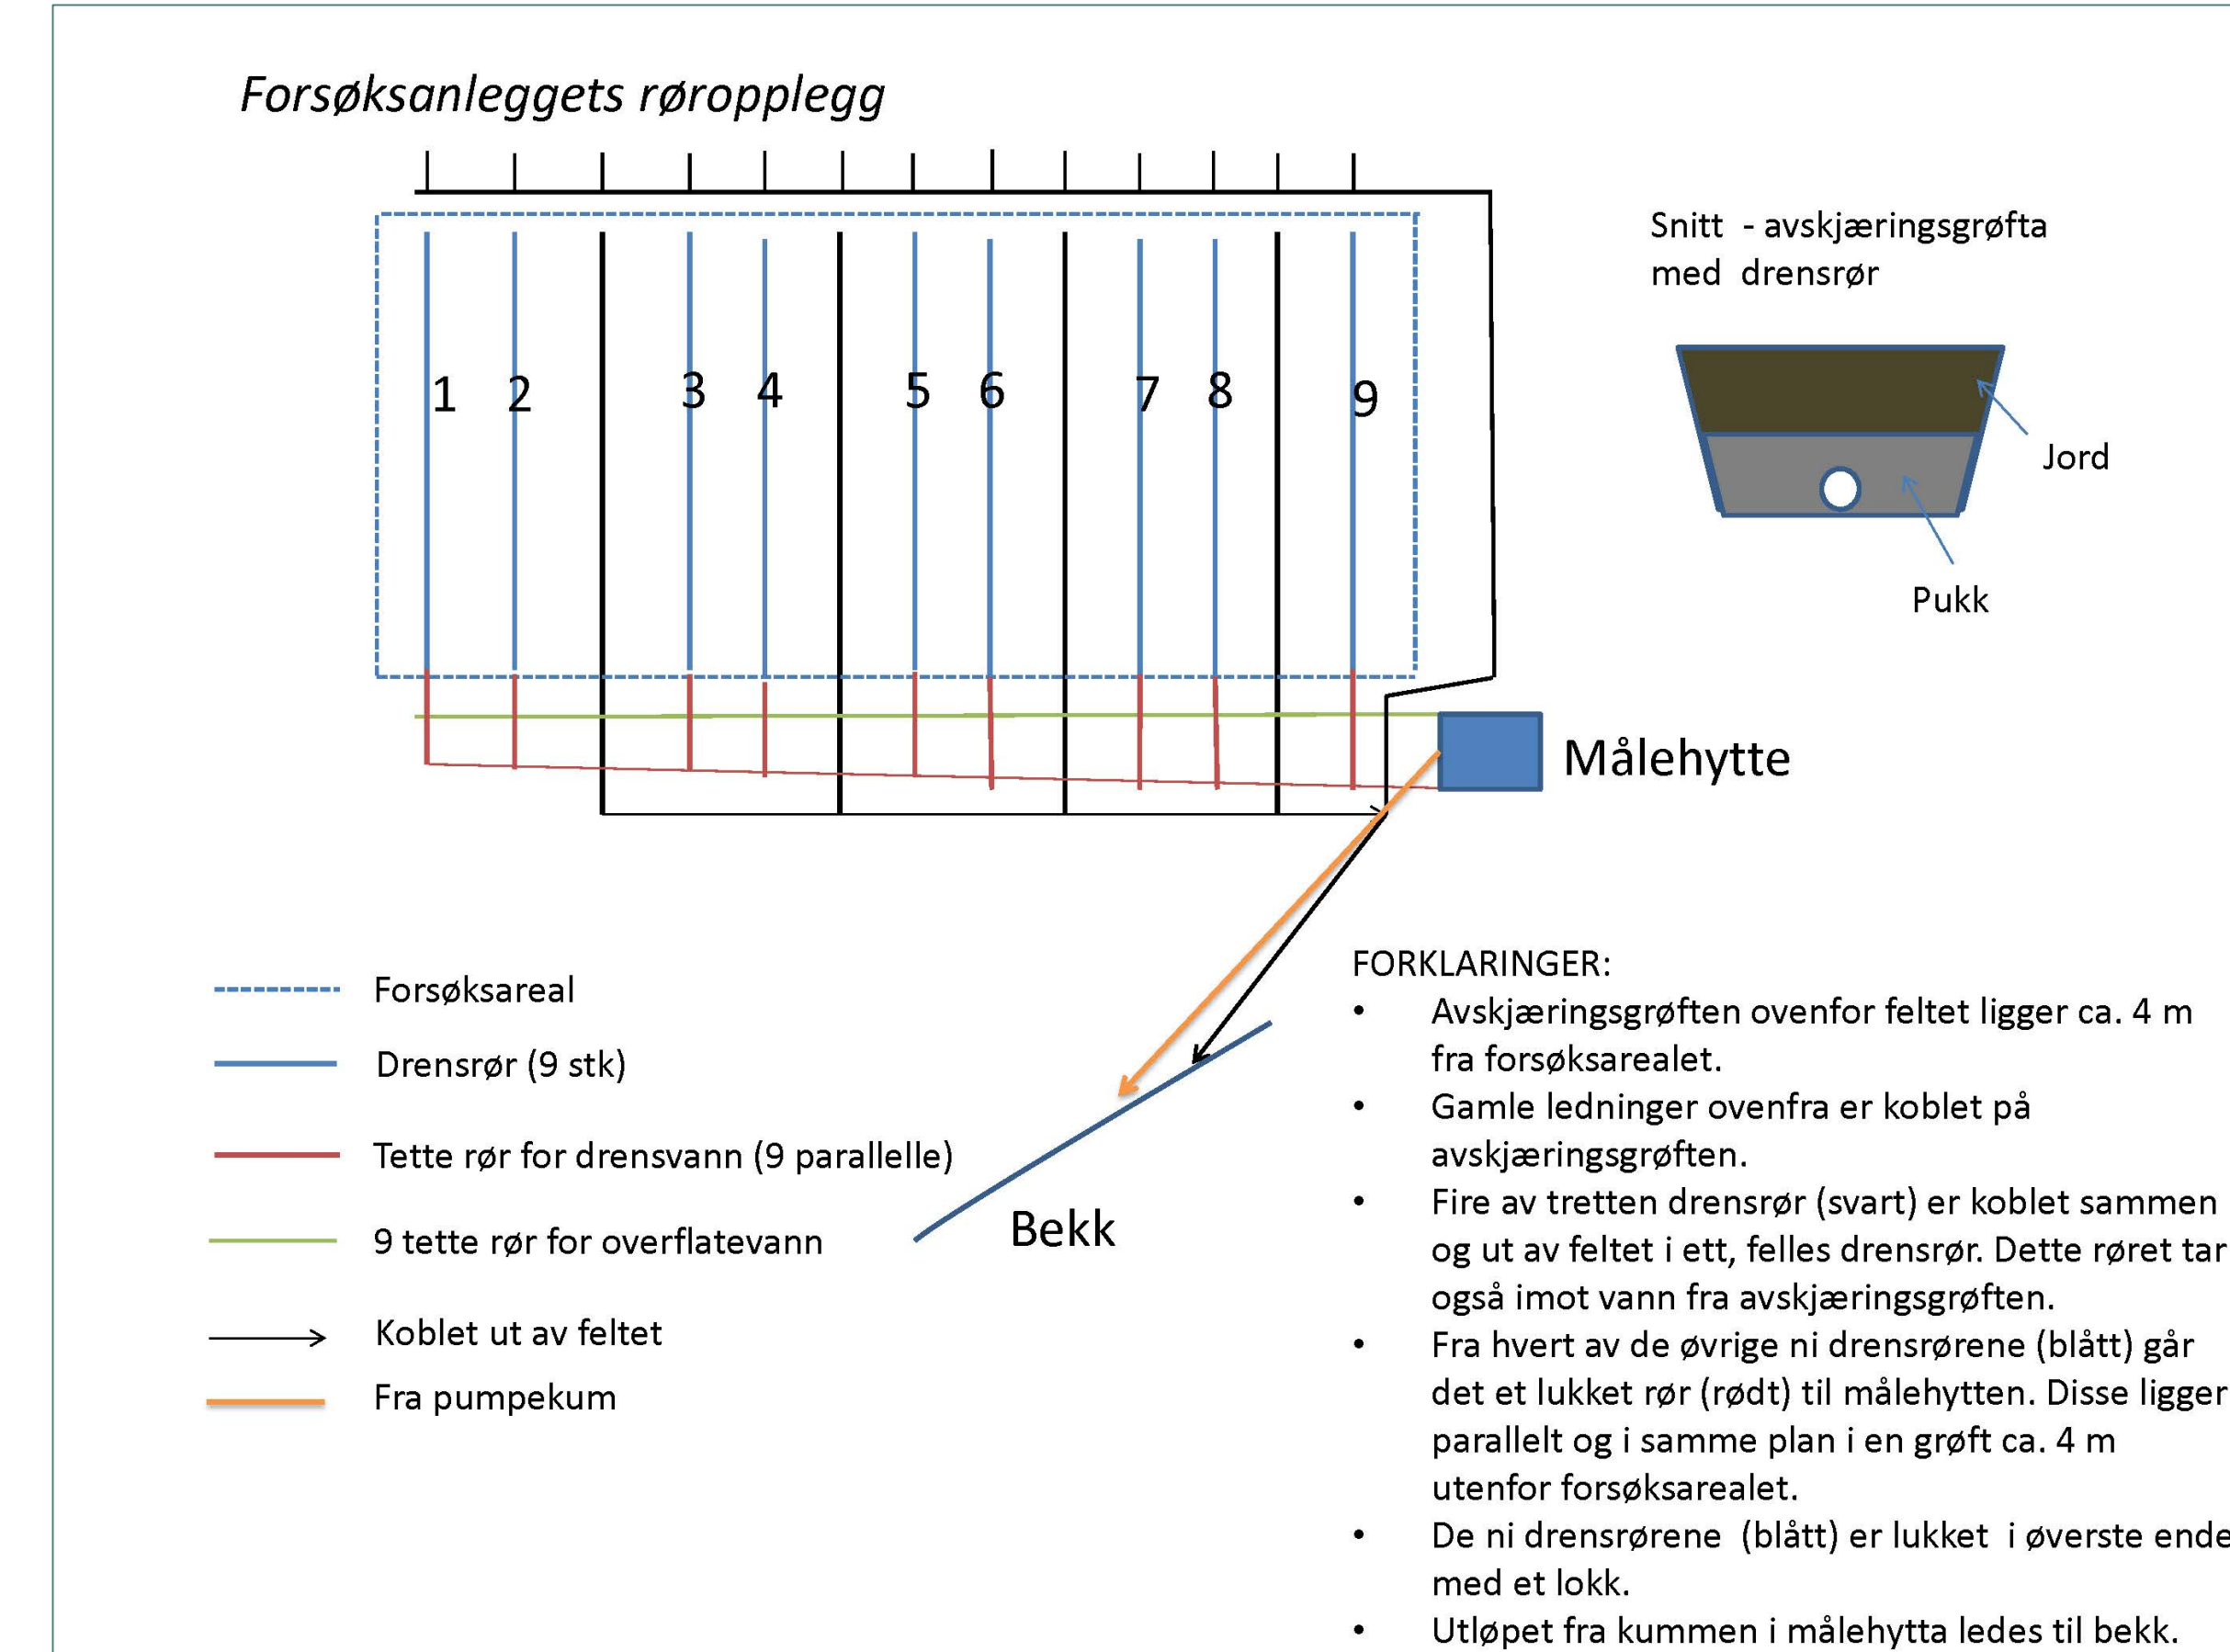 Forsøksanleggets røropplegg
Snitt - avskjæringsgrøfta
med drensrør
1 2 3 4 5 6 7 8 9
Jord
Pukk
Målehytte
Forsøksareal
Drensrør (9 stk)
Tette rør for drensvann (9 parallelle)
9 tette rør for overflatevann
Koblet ut av feltet
Fra pumpekum
Bekk
FORKLARINGER:
• Avskjæringsgrøften ovenfor feltet ligger ca. 4 m
fra forsøksarealet.
• Gamle ledninger ovenfra er koblet på
avskjæringsgrøften.
• Fire av tretten drensrør (svart) er koblet sammen
og ut av feltet i ett, felles drensrør. Dette røret tar
også imot vann fra avskjæringsgrøften.
• Fra hvert av de øvrige ni drensrørene (blått) går
det et lukket rør (rødt) til målehytten. Disse ligger
parallelt og i samme plan i en grøft ca. 4 m
utenfor forsøksarealet.
• De ni drensrørene (blått) er lukket i øverste ende
med et lokk.
• Utløpet fra kummen i målehytta ledes til bekk.